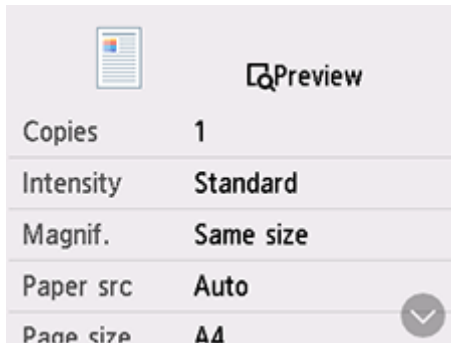 Preview
Copies 1
Intensity Standard
Magnif. Same size
Paper src Auto
Page size A4